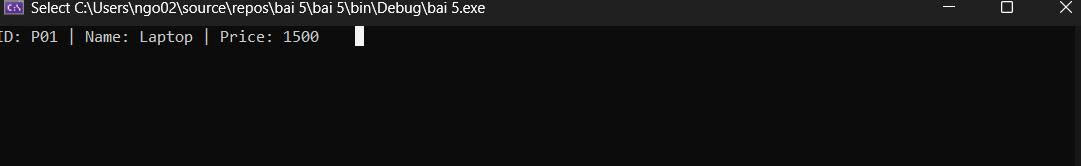 Select C:\Users\ngo02\source\repos\bai 5\bai 5\bin\Debug\bai 5.exe
ID: P01 | Name: Laptop | Price: 1500